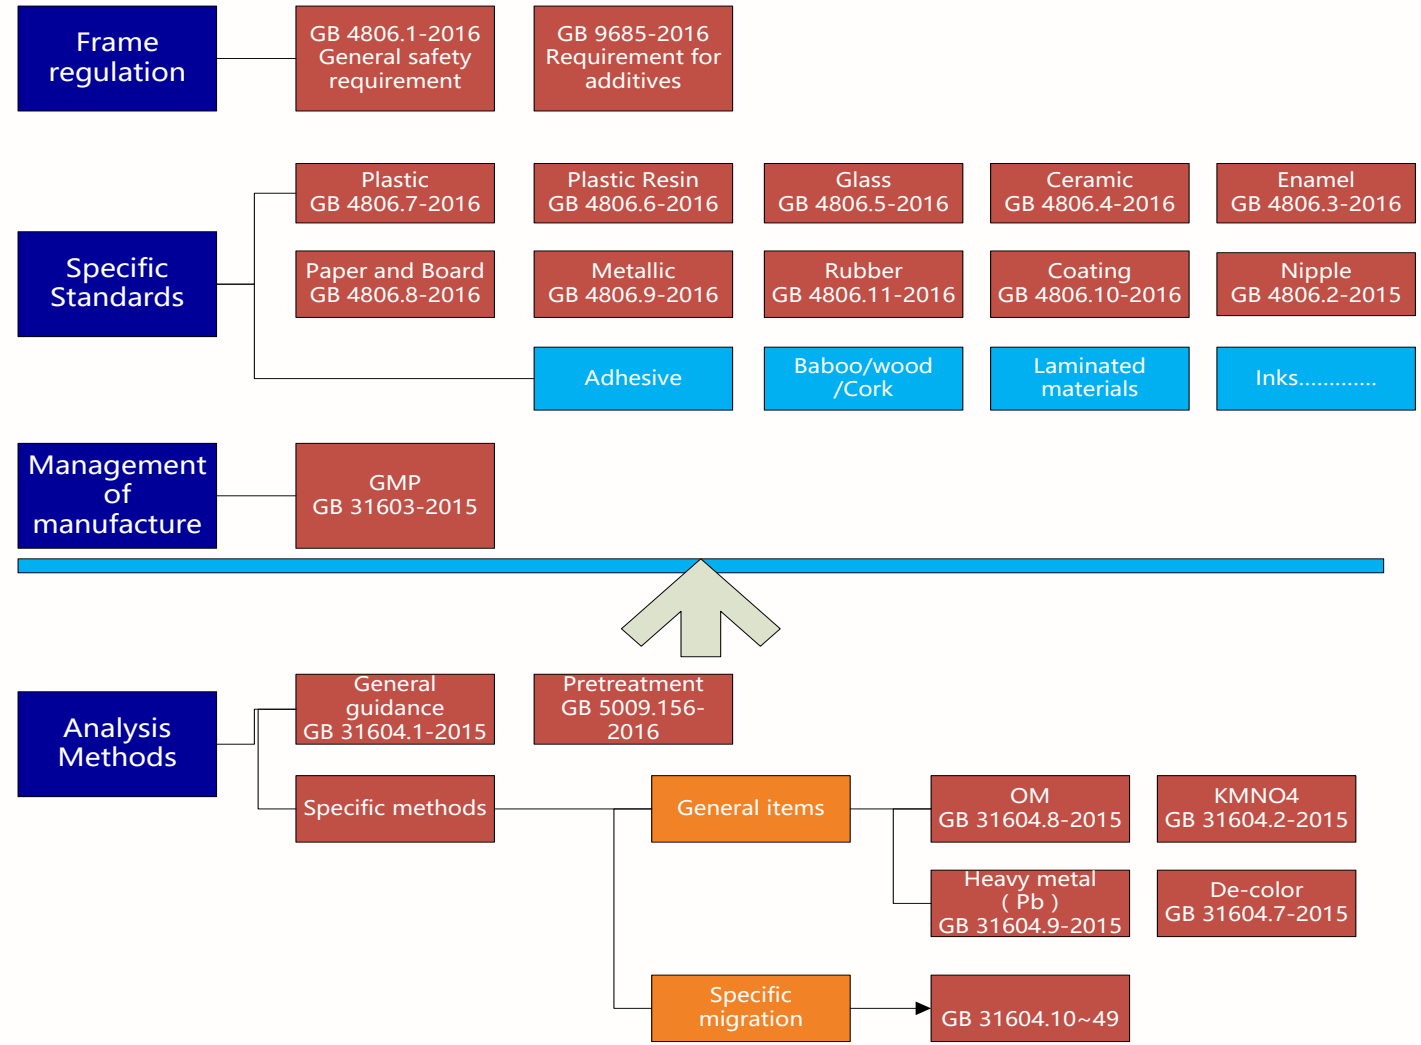 Frame
regulation
GB 4806.1-2016
General safety
requirement
GB 9685-2016
Requirement for
additives
Specific
Standards
Plastic
GB 4806.7-2016
Plastic Resin
GB 4806.6-2016
Glass
GB 4806.5-2016
Ceramic
GB 4806.4-2016
Enamel
GB 4806.3-2016
Paper and Board
GB 4806.8-2016
Metallic
GB 4806.9-2016
Rubber
GB 4806.11-2016
Coating
GB 4806.10-2016
Nipple
GB 4806.2-2015
Adhesive
Baboo/wood
/Cork
Laminated
materials
Inks.............
Management
of
manufacture
GMP
GB 31603-2015
Analysis
Methods
General
guidance
GB 31604.1-2015
Pretreatment
GB 5009.156-
2016
Specific methods
General items
OM
GB 31604.8-2015
KMNO4
GB 31604.2-2015
Heavy metal
( Pb )
GB 31604.9-2015
De-color
GB 31604.7-2015
Specific
migration
GB 31604.10~49